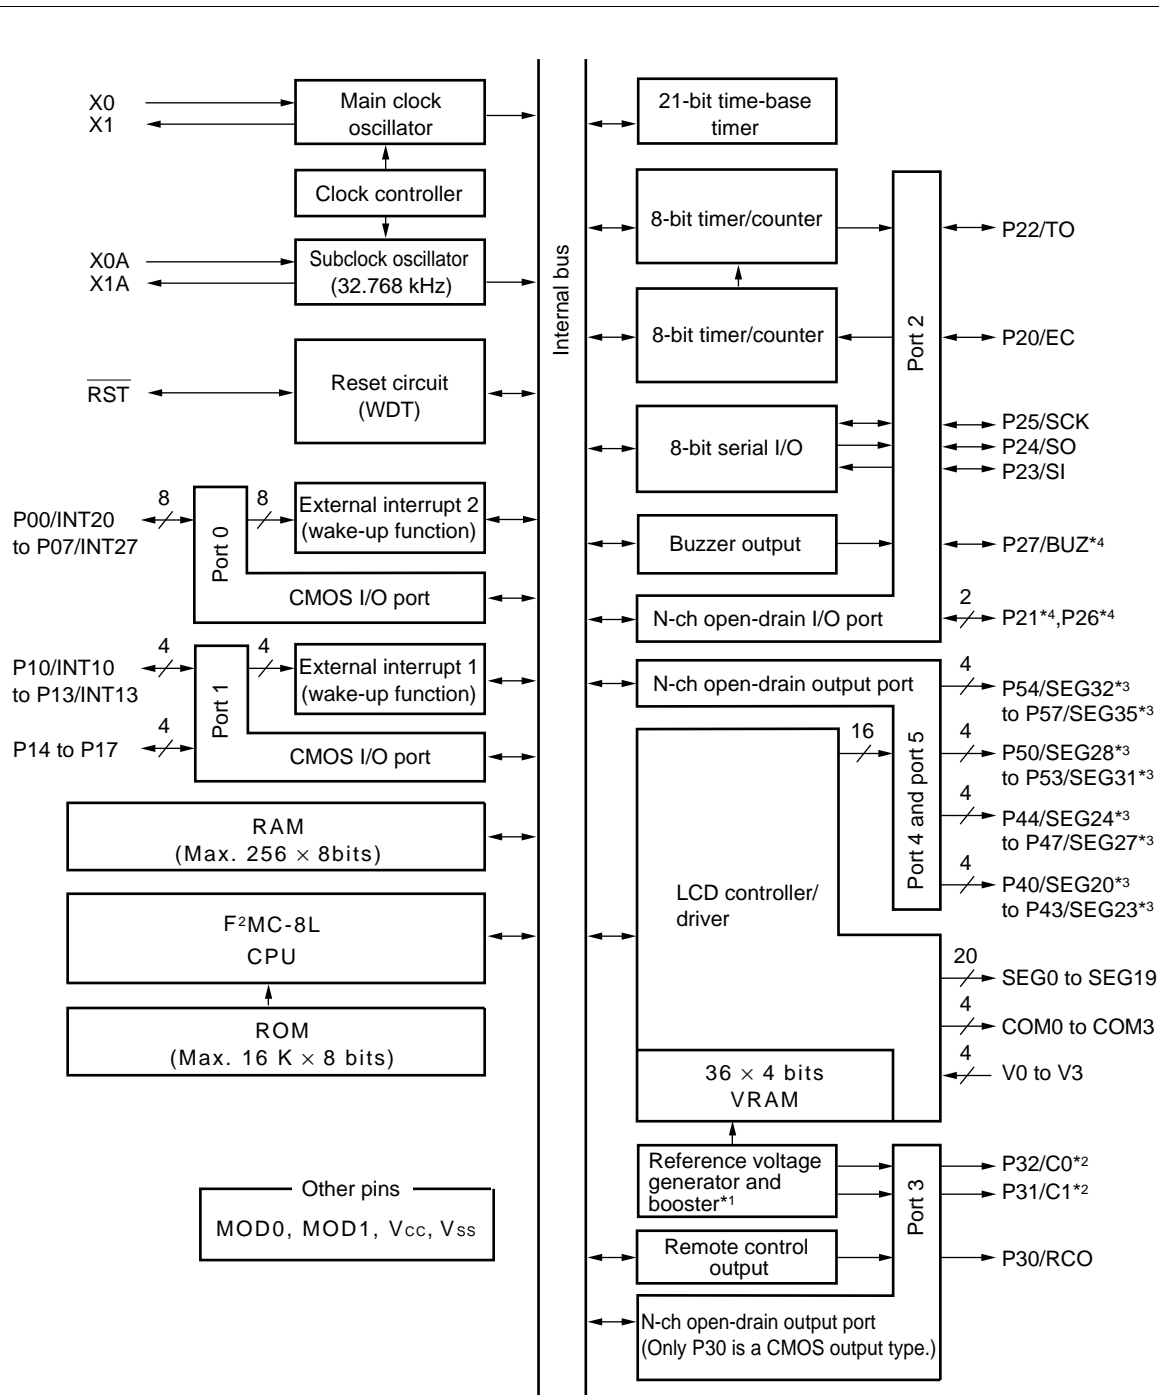 X0
X1
Main clock
oscillator
Clock controller
X0A
X1A
Subclock oscillator
(32.768 kHz)
RST
Reset circuit
(WDT)
8
8
P00/INT20
to P07/INT27
Port 0
External interrupt 2
(wake-up function)
CMOS I/O port
4
4
P10/INT10
to P13/INT13
4
P14 to P17
Port 1
External interrupt 1
(wake-up function)
CMOS I/O port
RAM
(Max. 256 × 8bits)
F²MC-8L
CPU
ROM
(Max. 16 K × 8 bits)
Other pins
MOD0, MOD1, Vcc, Vss
Internal bus
21-bit time-base
timer
8-bit timer/counter
P22/TO
8-bit timer/counter
Port 2
P20/EC
8-bit serial I/O
P25/SCK
P24/SO
P23/SI
Buzzer output
P27/BUZ*4
N-ch open-drain I/O port
2
P21*4,P26*4
N-ch open-drain output port
4
P54/SEG32*3
to P57/SEG35*3
16
4
P50/SEG28*3
to P53/SEG31*3
Port 4 and port 5
4
P44/SEG24*3
to P47/SEG27*3
4
P40/SEG20*3
to P43/SEG23*3
LCD controller/
driver
20
SEG0 to SEG19
4
COM0 to COM3
4
V0 to V3
36 × 4 bits
VRAM
Reference voltage
generator and
booster*1
Port 3
P32/C0*2
P31/C1*2
Remote control
output
P30/RCO
N-ch open-drain output port
(Only P30 is a CMOS output type.)